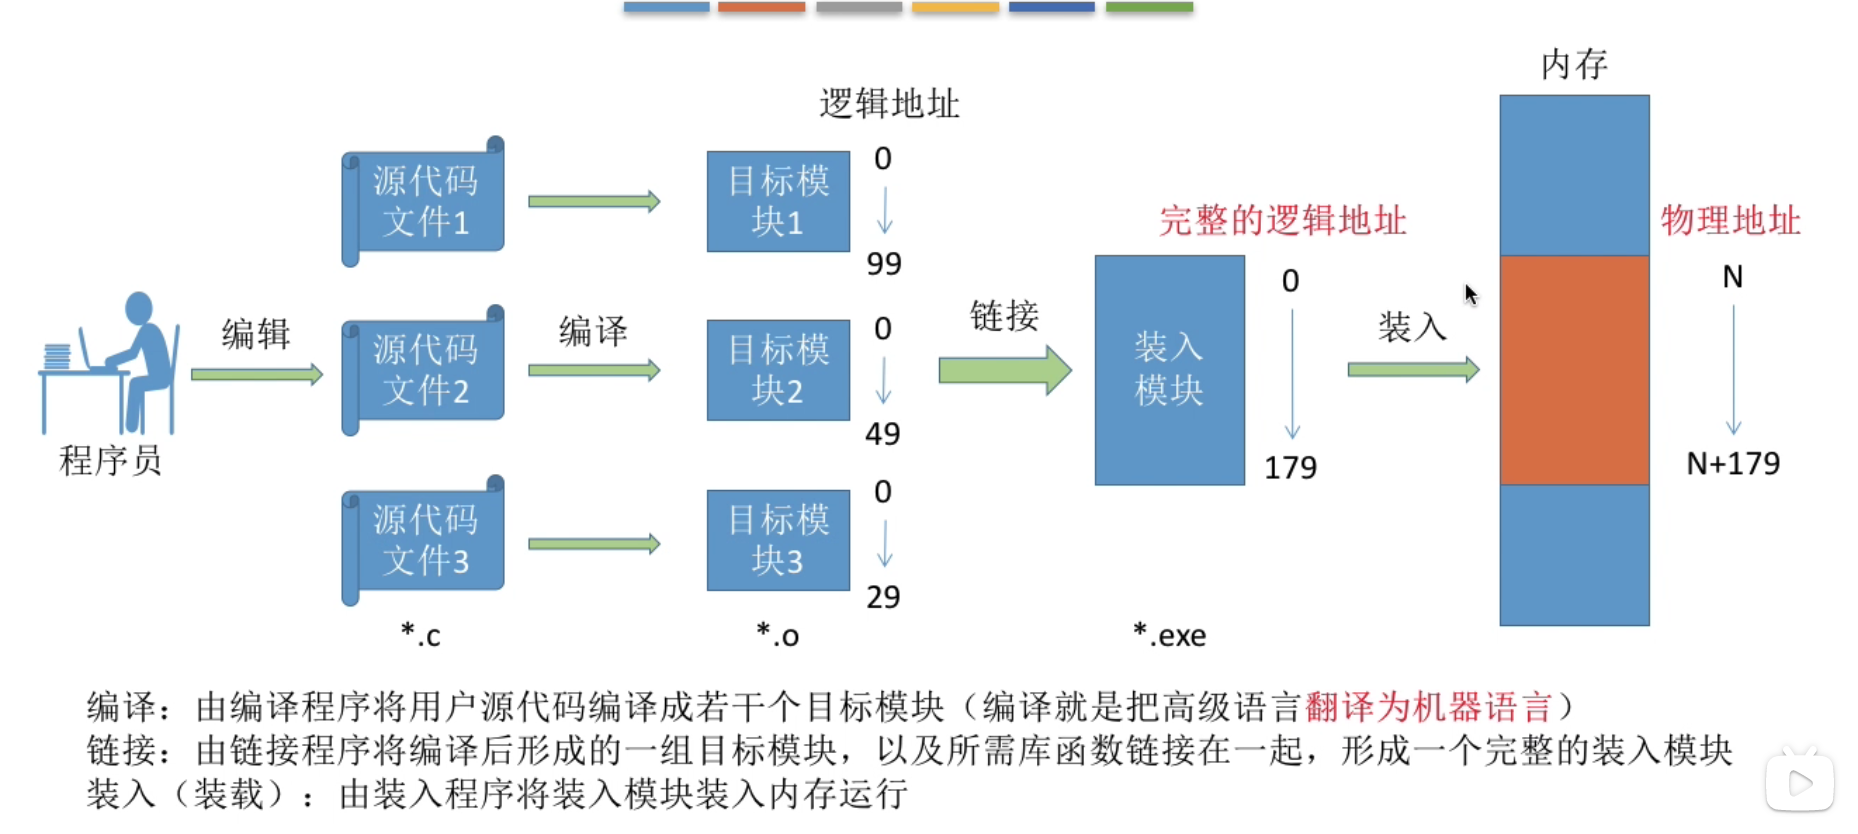 内存
逻辑地址
源代码
文件1
目标模
块1
0
99
完整的逻辑地址
物理地址
程序员
编辑
源代码
文件2
编译
目标模
块2
0
49
链接
装入
模块
0
179
装入
N
N+179
源代码
文件3
目标模
块3
0
29
*.c
*.o
*.exe
编译：由编译程序将用户源代码编译成若干个目标模块（编译就是把高级语言翻译为机器语言）
链接：由链接程序将编译后形成的一组目标模块，以及所需库函数链接在一起，形成一个完整的装入模块
装入（装载）：由装入程序将装入模块装入内存运行